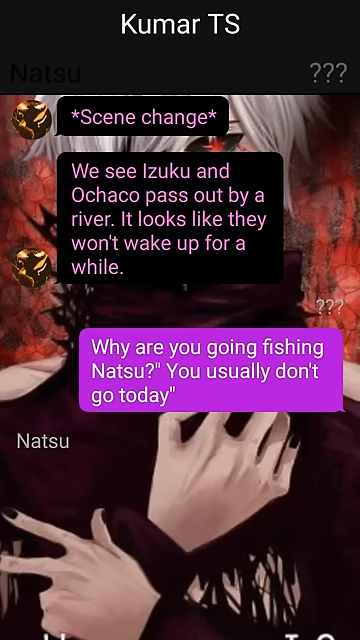 Kumar TS
Natsu
???
*Scene change*
We see Izuku and
Ochaco pass out by a
river. It looks like they
won't wake up for a
while.
???
Why are you going fishing
Natsu?" You usually don't
go today"
Natsu